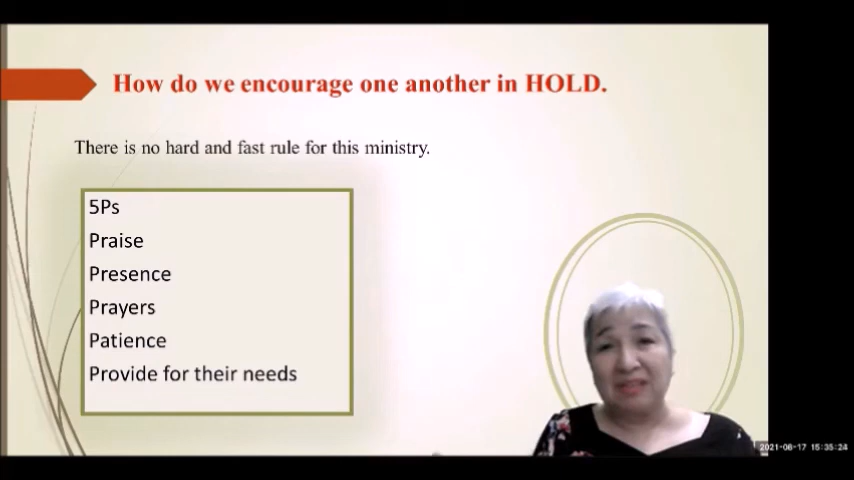 How do we encourage one another in HOLD.
There is no hard and fast rule for this ministry.
5Ps
Praise
Presence
Prayers
Patience
Provide for their needs
2021-08-17 15:35:24